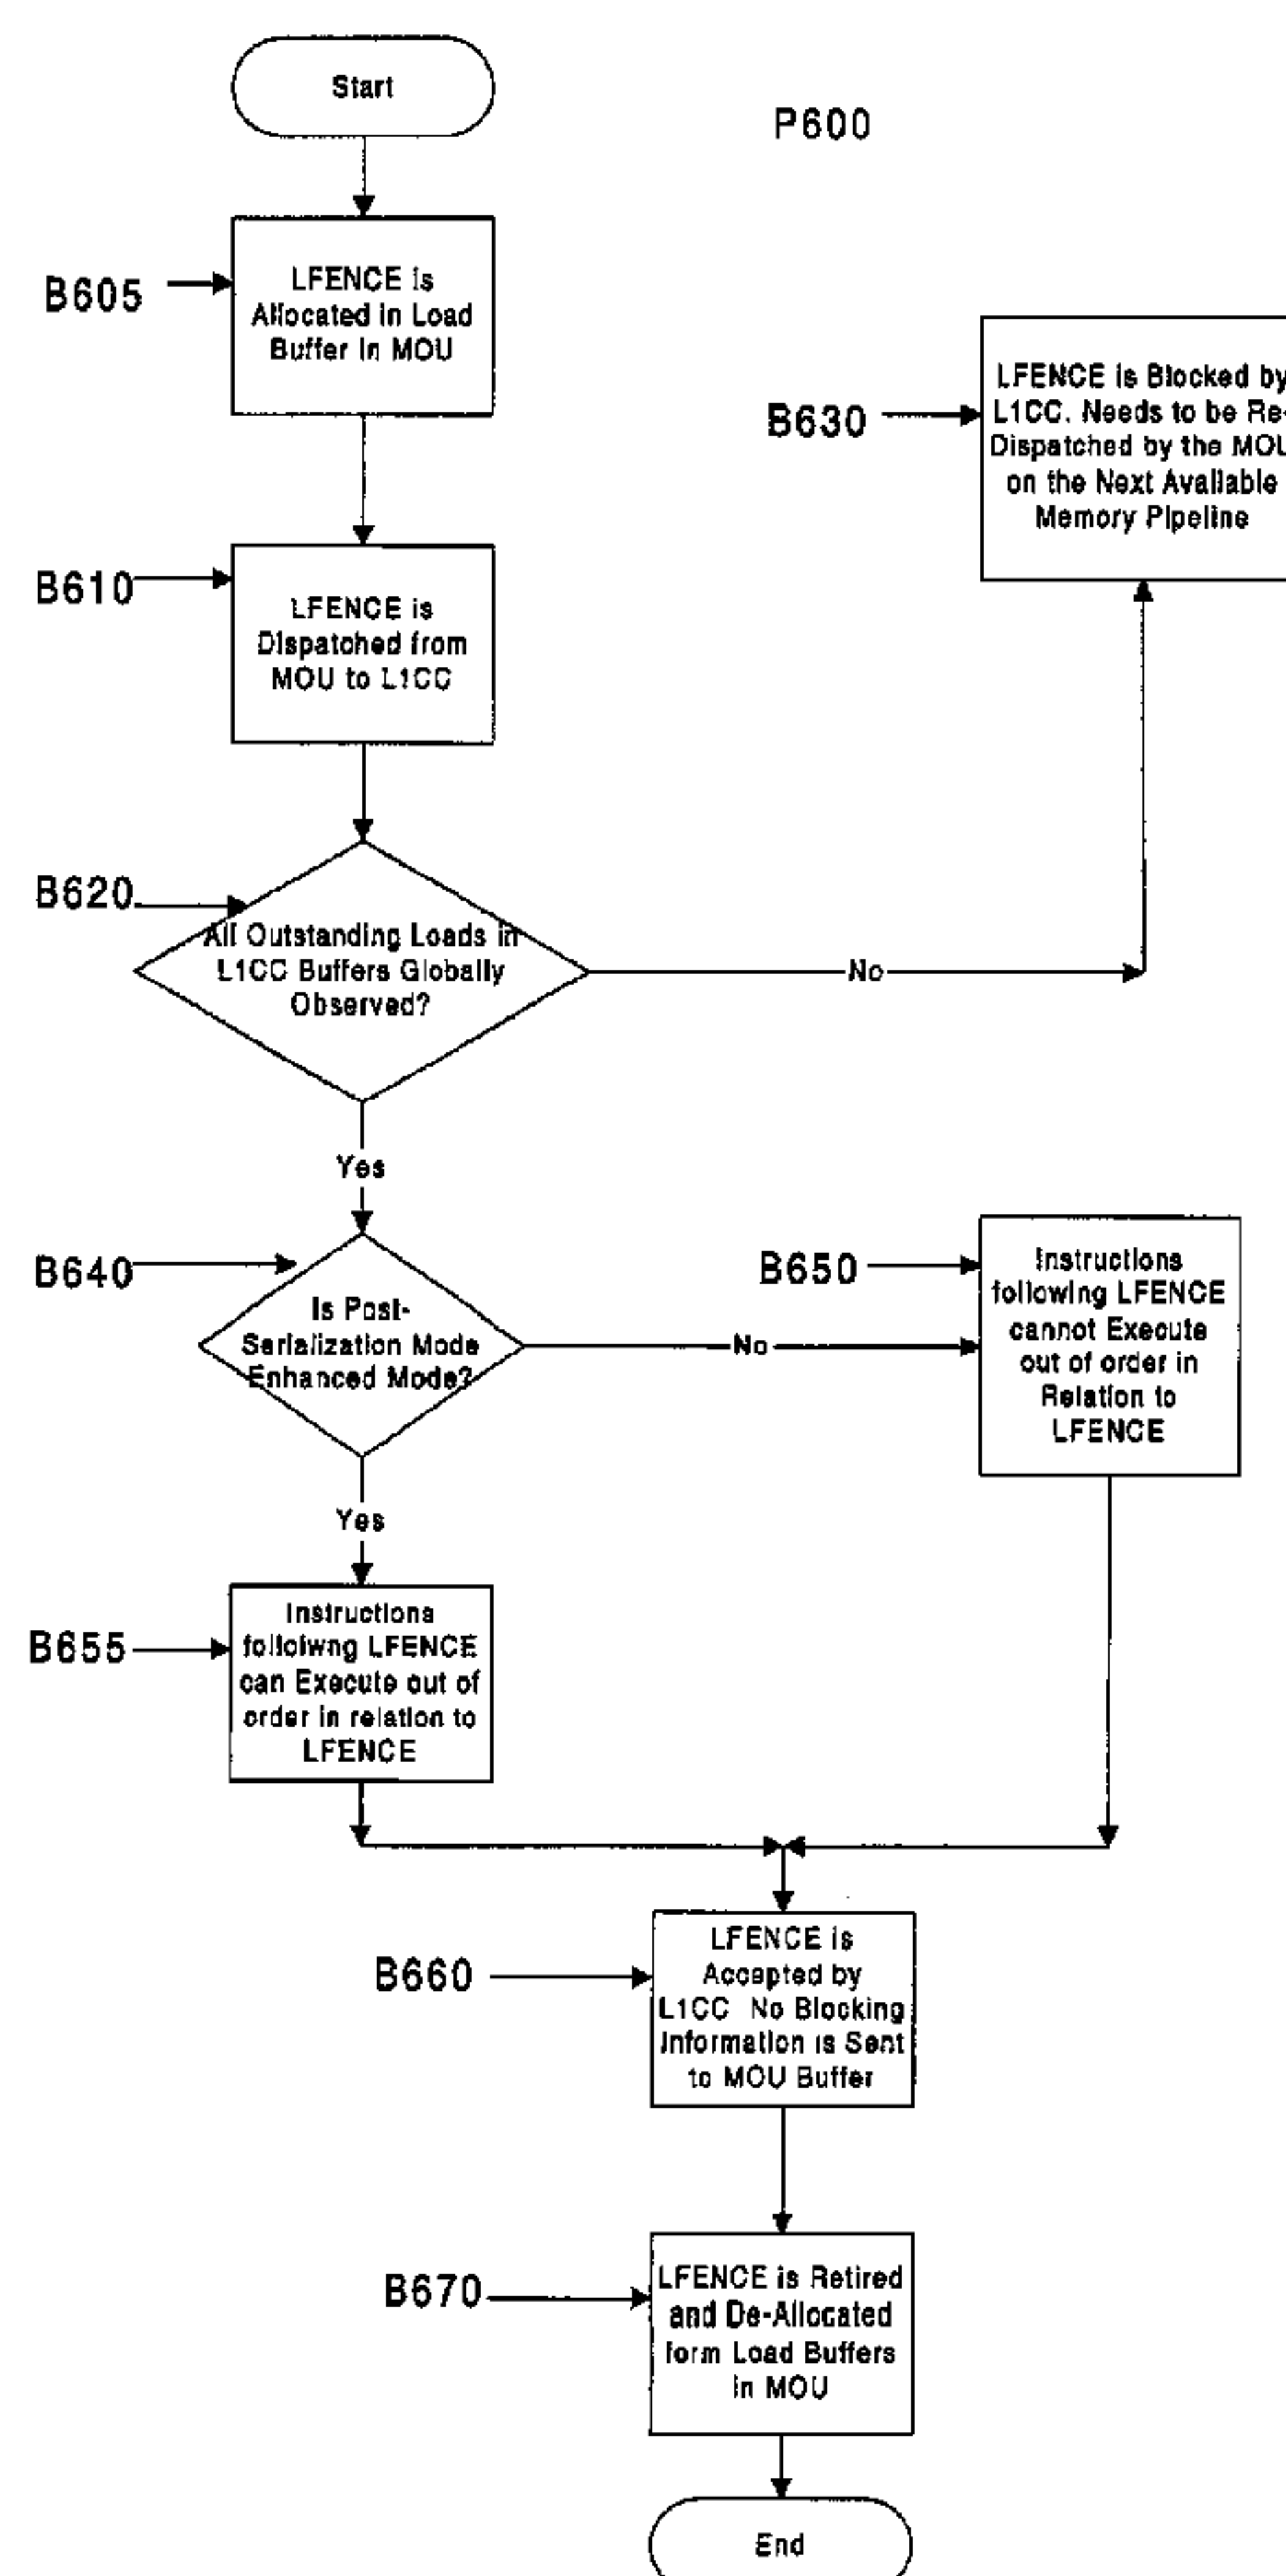 Start
P600
B605
LFENCE is
Allocated in Load
Buffer in MOU
B630
LFENCE is Blocked by
L1CC. Needs to be Re-
Dispatched by the MOU
on the Next Available
Memory Pipeline
B610
LFENCE is
Dispatched from
MOU to L1CC
B620
All Outstanding Loads in
L1CC Buffers Globally
Observed?
No
Yes
B640
Is Post-
Serialization Mode
Enhanced Mode?
No
B650
Instructions
following LFENCE
cannot Execute
out of order in
Relation to
LFENCE
Yes
B655
Instructions
folloiwng LFENCE
can Execute out of
order in relation to
LFENCE
B660
LFENCE is
Accepted by
L1CC No Blocking
Information is Sent
to MOU Buffer
B670
LFENCE is Retired
and De-Allocated
form Load Buffers
in MOU
End